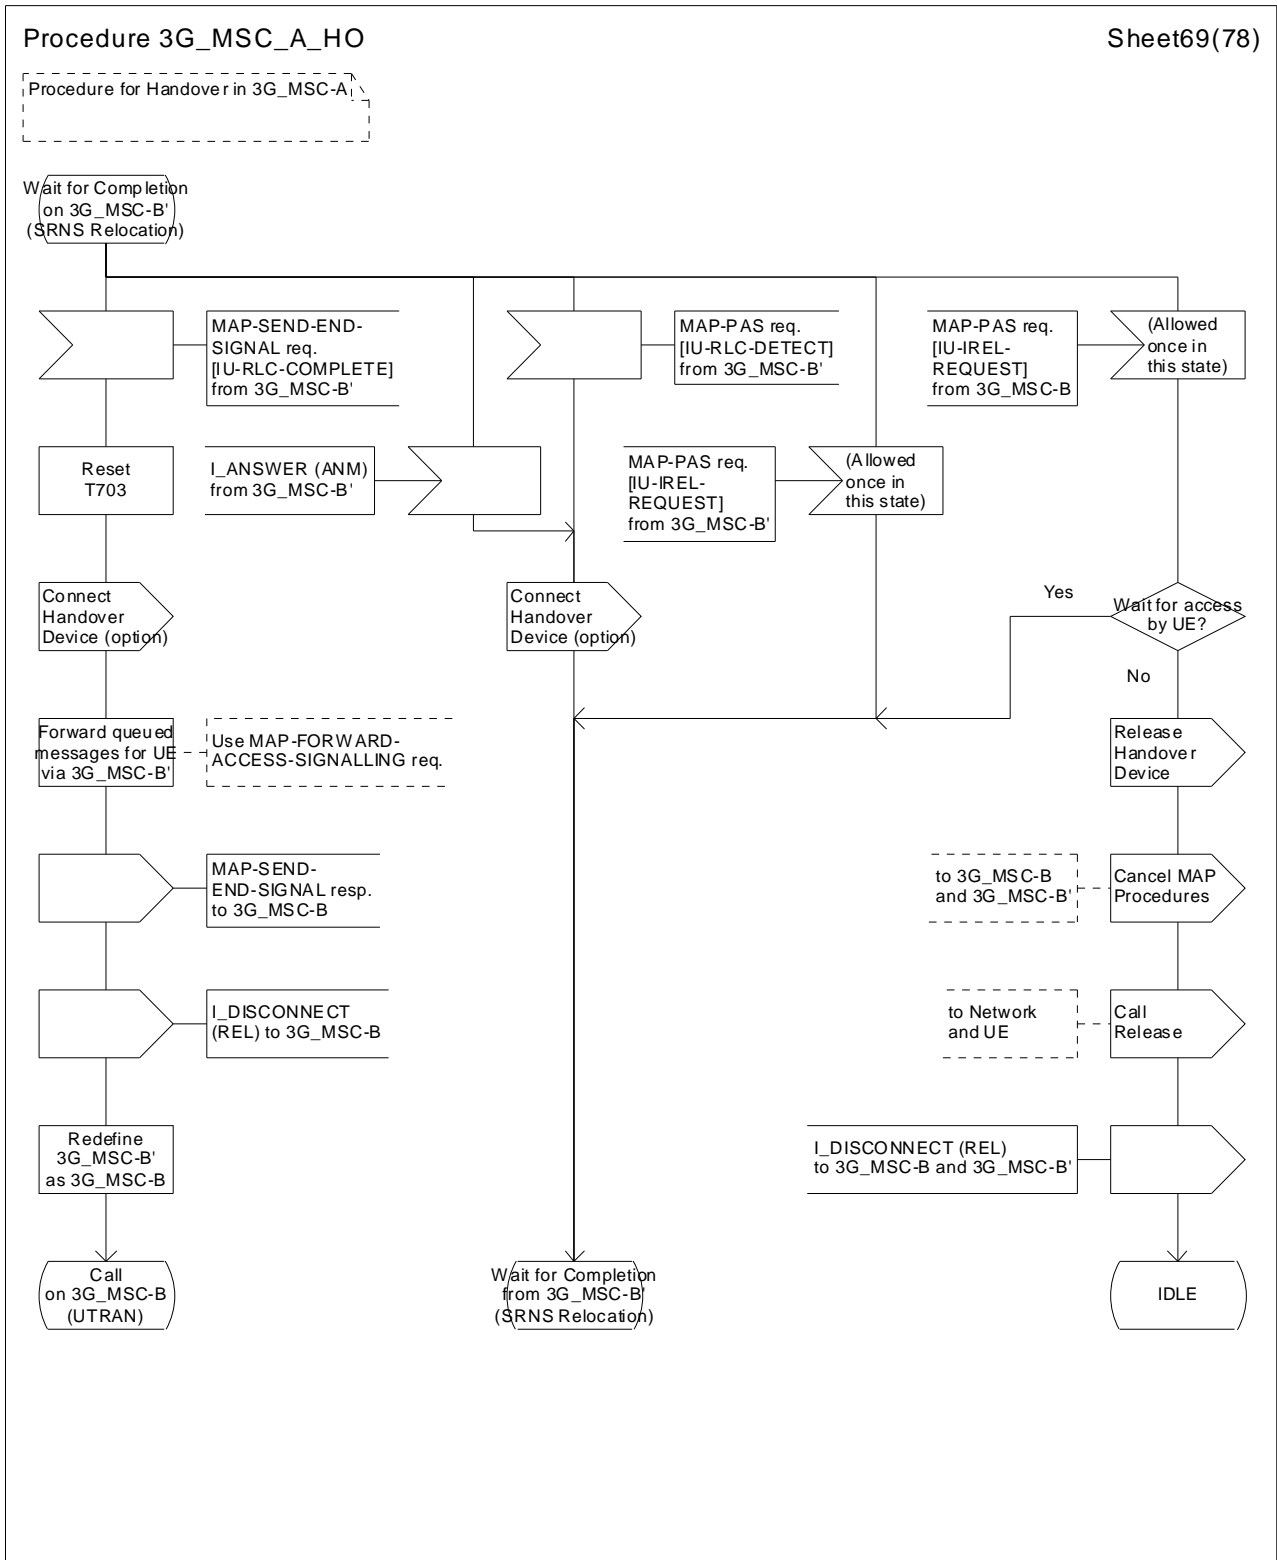 Procedure 3G_MSC_A_HO
Sheet69(78)
Procedure for Handover in 3G_MSC-A
Wait for Completion
on 3G_MSC-B'
(SRNS Relocation)
MAP-SEND-END-
SIGNAL req.
[IU-RLC-COMPLETE]
from 3G_MSC-B'
MAP-PAS req.
[IU-RLC-DETECT]
from 3G_MSC-B'
MAP-PAS req.
[IU-IREL-
REQUEST]
from 3G_MSC-B
(Allowed
once in
this state)
Reset
T703
I_ANSWER (ANM)
from 3G_MSC-B'
MAP-PAS req.
[IU-IREL-
REQUEST]
from 3G_MSC-B'
(Allowed
once in
this state)
Connect
Handover
Device (option)
Connect
Handover
Device (option)
Yes
Wait for access
by UE?
No
Forward queued
messages for UE
via 3G_MSC-B'
Use MAP-FORWARD-
ACCESS-SIGNALLING req.
Release
Handover
Device
MAP-SEND-
END-SIGNAL resp.
to 3G_MSC-B
to 3G_MSC-B
and 3G_MSC-B'
Cancel MAP
Procedures
I_DISCONNECT
(REL) to 3G_MSC-B
to Network
and UE
Call
Release
Redefine
3G_MSC-B'
as 3G_MSC-B
I_DISCONNECT (REL)
to 3G_MSC-B and 3G_MSC-B'
Call
on 3G_MSC-B
(UTRAN)
Wait for Completion
from 3G_MSC-B'
(SRNS Relocation)
IDLE